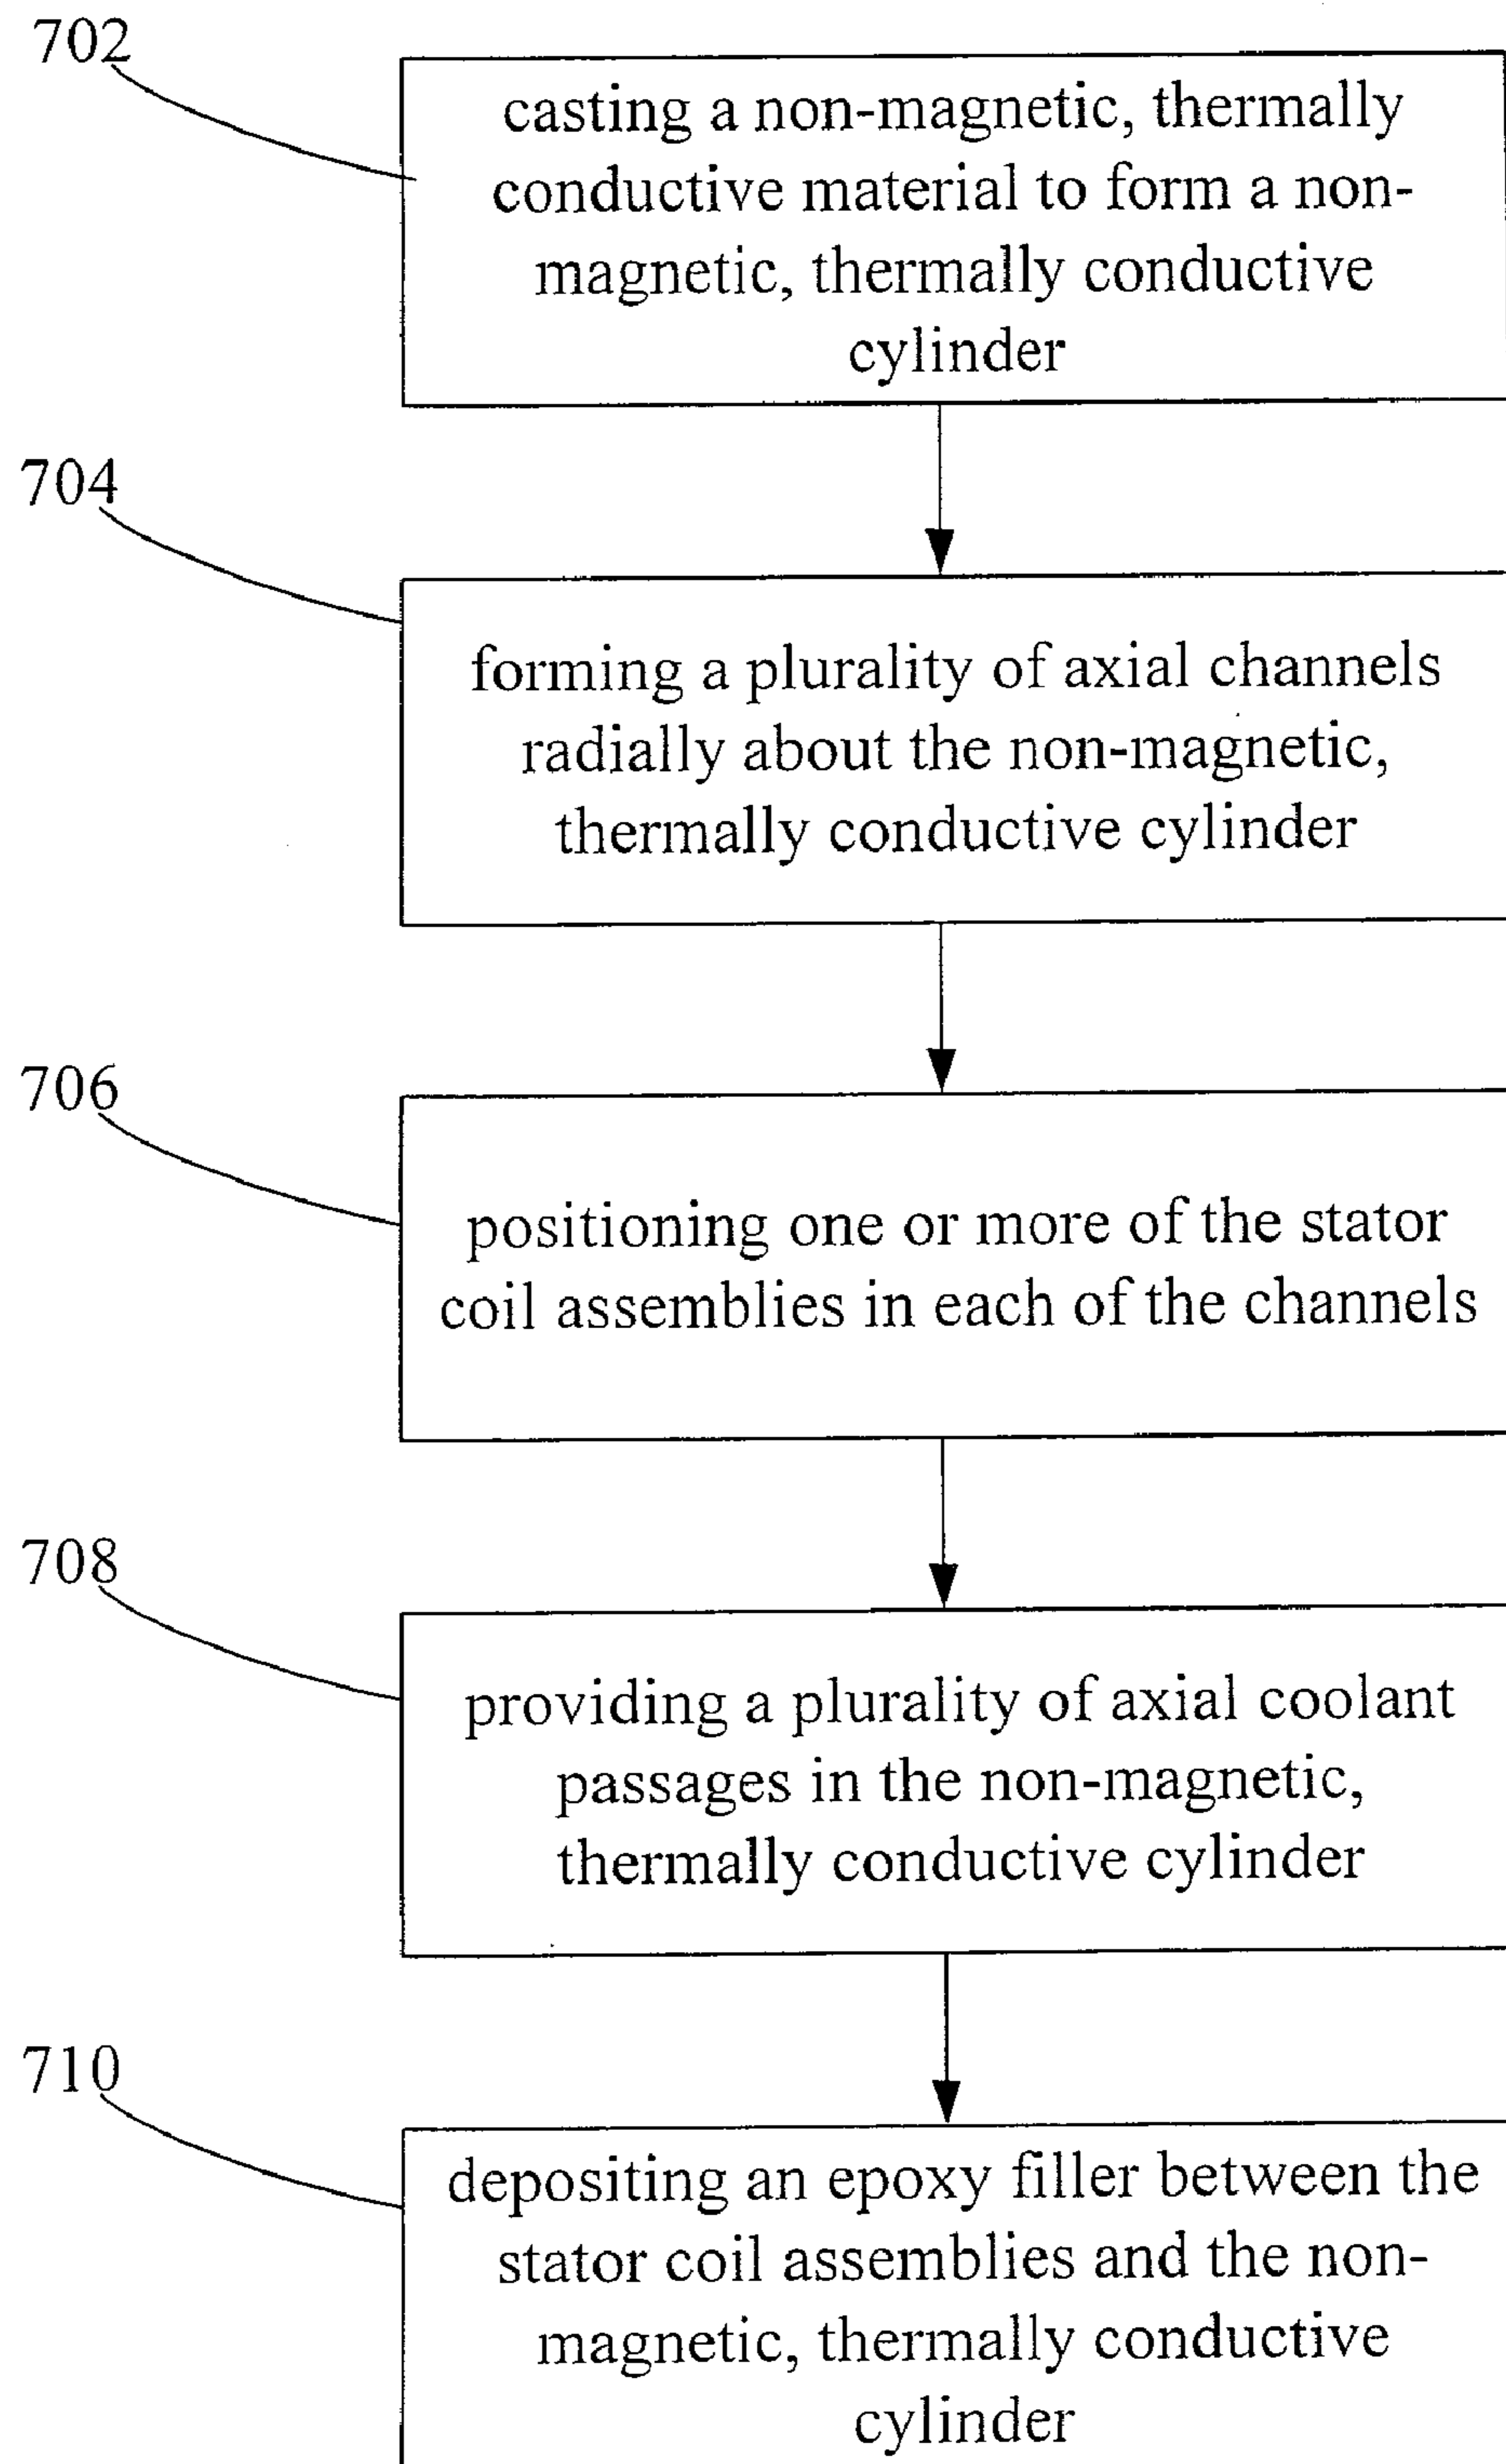 702
casting a non-magnetic, thermally
conductive material to form a non-
magnetic, thermally conductive
cylinder
704
forming a plurality of axial channels
radially about the non-magnetic,
thermally conductive cylinder
706
positioning one or more of the stator
coil assemblies in each of the channels
708
providing a plurality of axial coolant
passages in the non-magnetic,
thermally conductive cylinder
710
depositing an epoxy filler between the
stator coil assemblies and the non-
magnetic, thermally conductive
cylinder